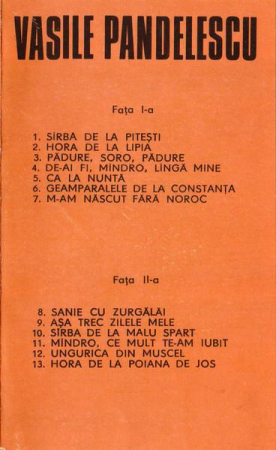 VASILE PANDELESCU
Fața I-a
1. SÎRBA DE LA PITEȘTI
2. HORA DE LA LIPIA
3. PĂDURE, SORO, PĂDURE
4. DE-AI FI, MÎNDRO, LÎNGĂ MINE
5. CA LA NUNTĂ
6. GEAMPARALELE DE LA CONSTANȚA
7. M-AM NĂSCUT FĂRĂ NOROC
Fața II-a
8. SANIE CU ZURGĂLĂI
9. AȘA TREC ZILELE MELE
10. SÎRBA DE LA MALU SPART
11. MÎNDRO, CE MULT TE-AM IUBIT
12. UNGURICA DIN MUSCEL
13. HORA DE LA POIANA DE JOS